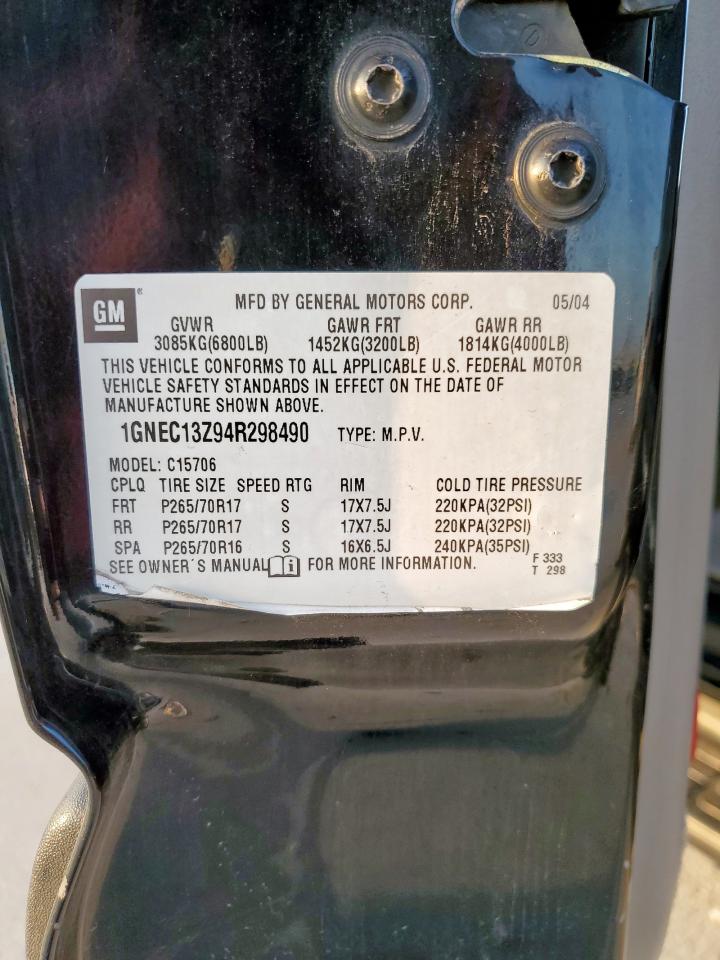 GM® MFD BY GENERAL MOTORS CORP. 05/04
GVWR GAWR FRT GAWR RR
3085KG(6800LB) 1452KG(3200LB) 1814KG(4000LB)
THIS VEHICLE CONFORMS TO ALL APPLICABLE U.S. FEDERAL MOTOR
VEHICLE SAFETY STANDARDS IN EFFECT ON THE DATE OF
MANUFACTURE SHOWN ABOVE.
1GNEC13Z94R298490 TYPE: M.P.V.
MODEL: C15706
CPLQ TIRE SIZE SPEED RTG RIM COLD TIRE PRESSURE
FRT P265/70R17 S 17X7.5J 220KPA(32PSI)
RR P265/70R17 S 17X7.5J 220KPA(32PSI)
SPA P265/70R16 S 16X6.5J 240KPA(35PSI)
SEE OWNER'S MANUAL i FOR MORE INFORMATION. F 333
T 298